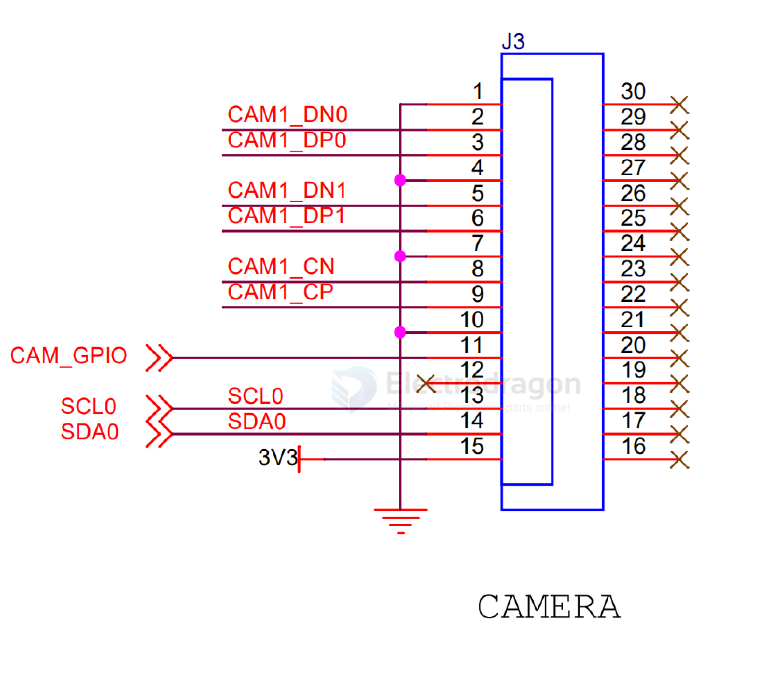 J3
1 30
CAM1_DN0 2 29
CAM1_DP0 3 28
4 27
CAM1_DN1 5 26
CAM1_DP1 6 25
7 24
CAM1_CN 8 23
CAM1_CP 9 22
10 21
CAM_GPIO 11 20
12 19
Electrodragon
SCL0 SCL0 13 18
parts online!
SDA0 SDA0 14 17
3V3 15 16
CAMERA